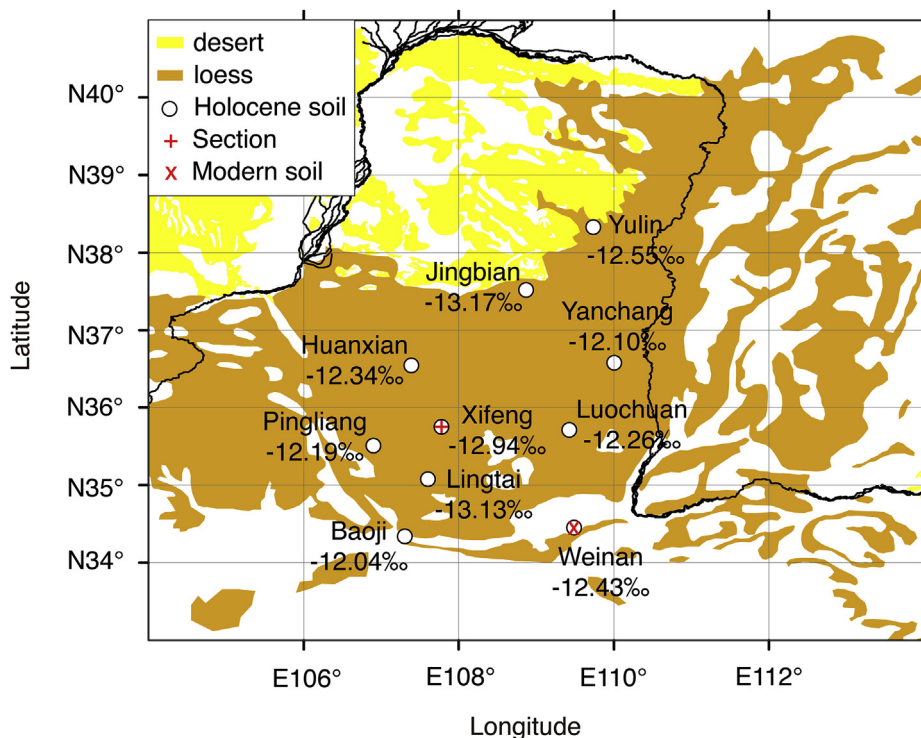 desert
loess
Holocene soil
Section
Modern soil
N40°
N39°
N38°
N37°
N36°
N35°
N34°
Latitude
Yulin
-12.55‰
Jingbian
-13.17‰
Yanchang
-12.10‰
Huanxian
-12.34‰
Pingliang
-12.19‰
Xifeng
-12.94‰
Luochuan
-12.26‰
Lingtai
-13.13‰
Baoji
-12.04‰
Weinan
-12.43‰
E106°
E108°
E110°
E112°
Longitude